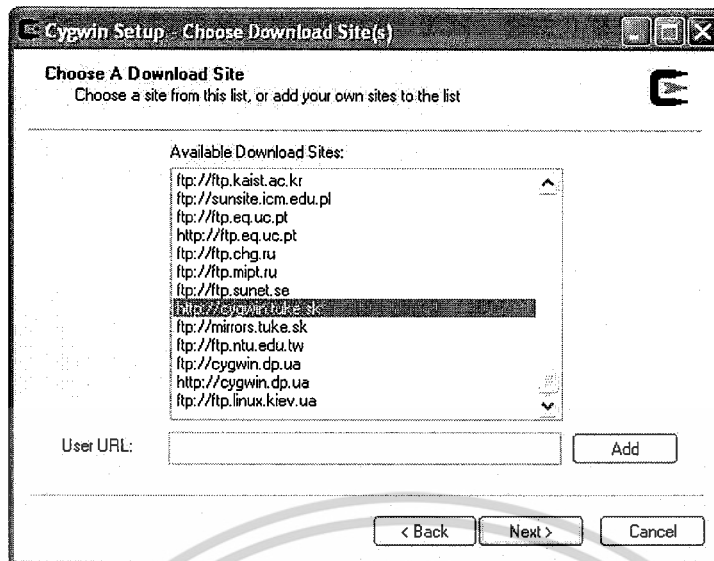 Cygwin Setup - Choose Download Site(s)
Choose A Download Site
Choose a site from this list, or add your own sites to the list
Available Download Sites:
ftp://ftp.kaist.ac.kr
ftp://sunsite.icm.edu.pl
ftp://ftp.eq.uc.pt
http://ftp.eq.uc.pt
ftp://ftp.chg.ru
ftp://ftp.mipt.ru
ftp://ftp.sunet.se
http://cygwin.tuke.sk
ftp://mirrors.tuke.sk
ftp://ftp.ntu.edu.tw
ftp://cygwin.dp.ua
http://cygwin.dp.ua
ftp://ftp.linux.kiev.ua
User URL:
Add
< Back
Next >
Cancel